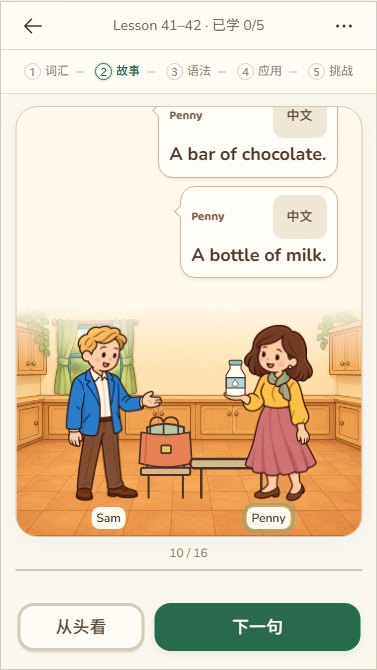 Lesson 41–42 · 已学 0/5
1 词汇 — 2 故事 — 3 语法 — 4 应用 — 5 挑战
Penny 中文
A bar of chocolate.
Penny 中文
A bottle of milk.
Sam Penny
10 / 16
从头看 下一句